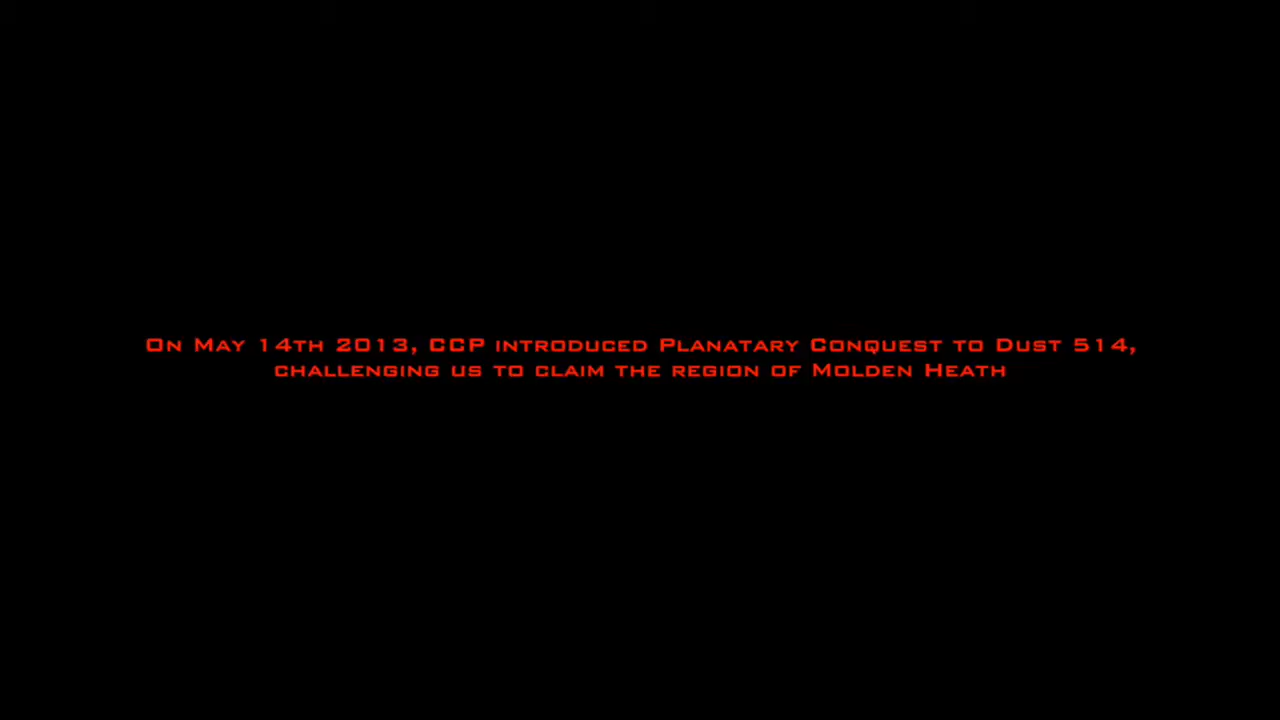 On May 14th 2013, CCP introduced Planatary Conquest to Dust 514,
challenging us to claim the region of Molden Heath